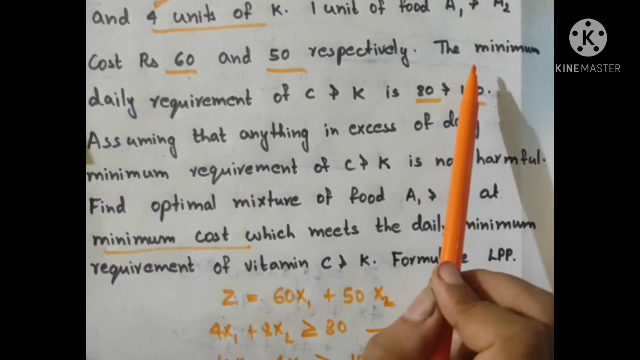 and 4 units of K. 1 unit of food A1 & A2
KINEMASTER
Cost Rs 60 and 50 respectively. The minimum
daily requirement of C & K is 80 &
Assuming that anything in excess of
minimum requirement of C & K is harmful.
Find optimal mixture of food A1, & at
minimum cost which meets the daily minimum
requirement of vitamin C & K. LPP.
Z = 60X1 + 50 X2
4X1 + 8X2 ≥ 80